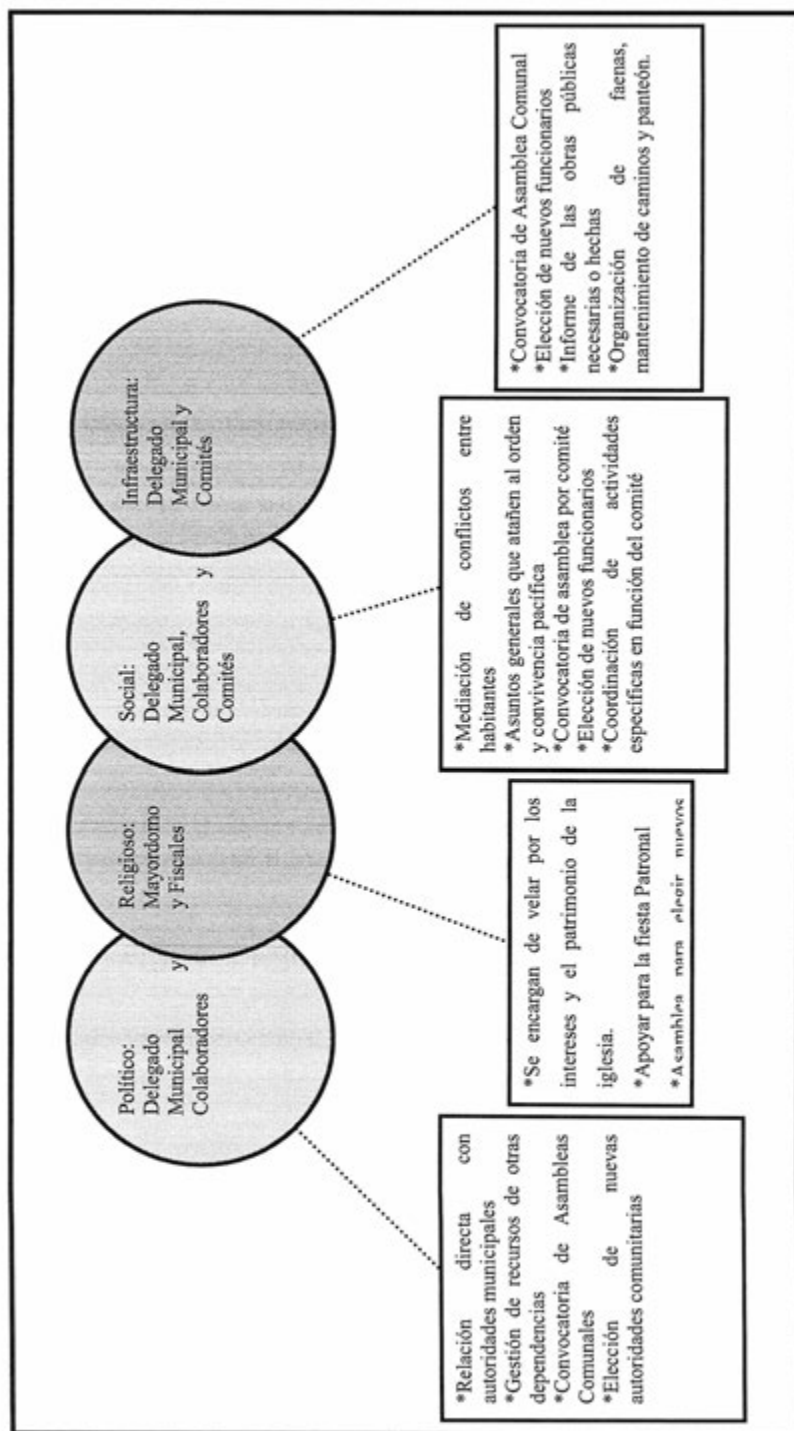 Político:
Delegado
Municipal y
Colaboradores
Religioso:
Mayordomo
y Fiscales
Social:
Delegado
Municipal,
Colaboradores y
Comités
Infraestructura:
Delegado
Municipal y
Comités
*Relación directa con
autoridades municipales
*Gestión de recursos de otras
dependencias
*Convocatoria de Asambleas
Comunales
*Elección de nuevas
autoridades comunitarias
*Se encargan de velar por los
intereses y el patrimonio de la
iglesia.
*Apoyar para la fiesta Patronal
*Asamblea para elegir nuevos
*Mediación de conflictos entre
habitantes
*Asuntos generales que atañen al orden
y convivencia pacífica
*Convocatoria de asamblea por comité
*Elección de nuevos funcionarios
*Coordinación de actividades
específicas en función del comité
*Convocatoria de Asamblea Comunal
*Elección de nuevos funcionarios
*Informe de las obras públicas
necesarias o hechas
*Organización de faenas,
mantenimiento de caminos y panteón.